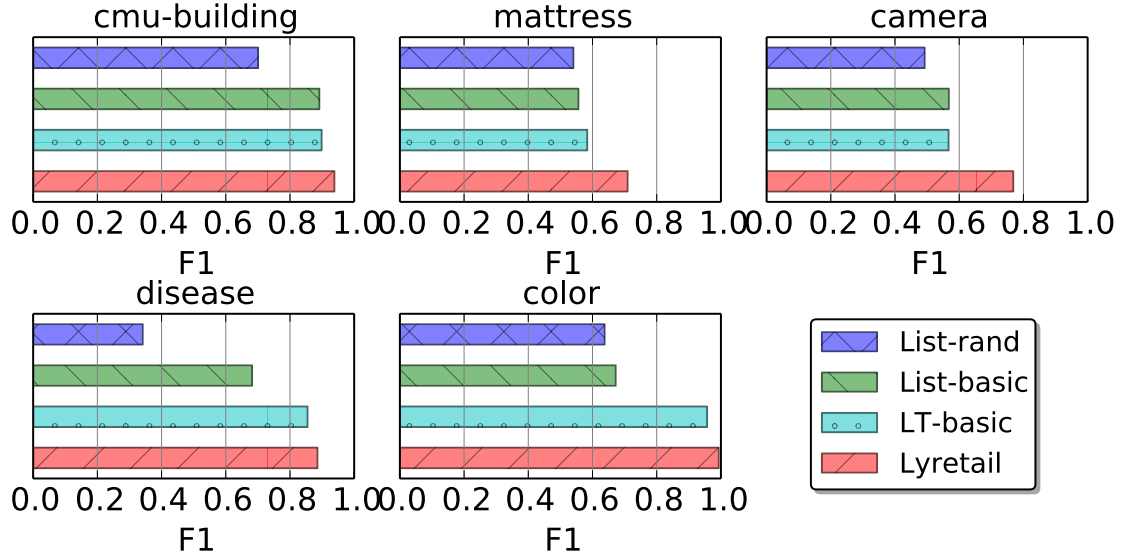 cmu-building mattress camera
0.0 0.2 0.4 0.6 0.8 1.0 0.0 0.2 0.4 0.6 0.8 1.0 0.0 0.2 0.4 0.6 0.8 1.0
F1 F1 F1
disease color
0.0 0.2 0.4 0.6 0.8 1.0 0.0 0.2 0.4 0.6 0.8 1.0
F1 F1
List-rand
List-basic
LT-basic
Lyretail